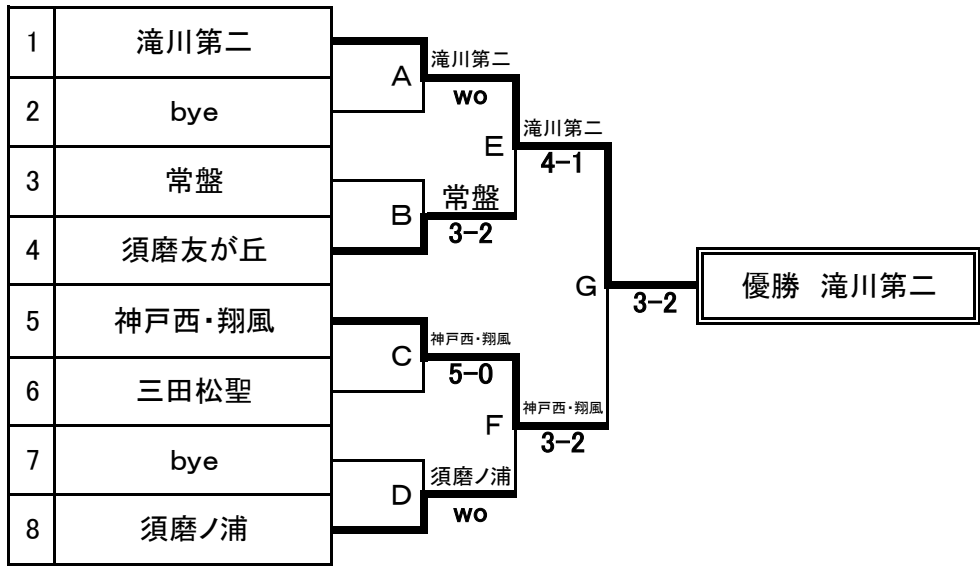 1 滝川第二
2 bye
3 常盤
4 須磨友が丘
5 神戸西・翔風
6 三田松聖
7 bye
8 須磨ノ浦
A
滝川第二
wo
B
常盤
3-2
C
神戸西・翔風
5-0
D
須磨ノ浦
wo
E
滝川第二
4-1
F
神戸西・翔風
3-2
G
3-2
優勝 滝川第二